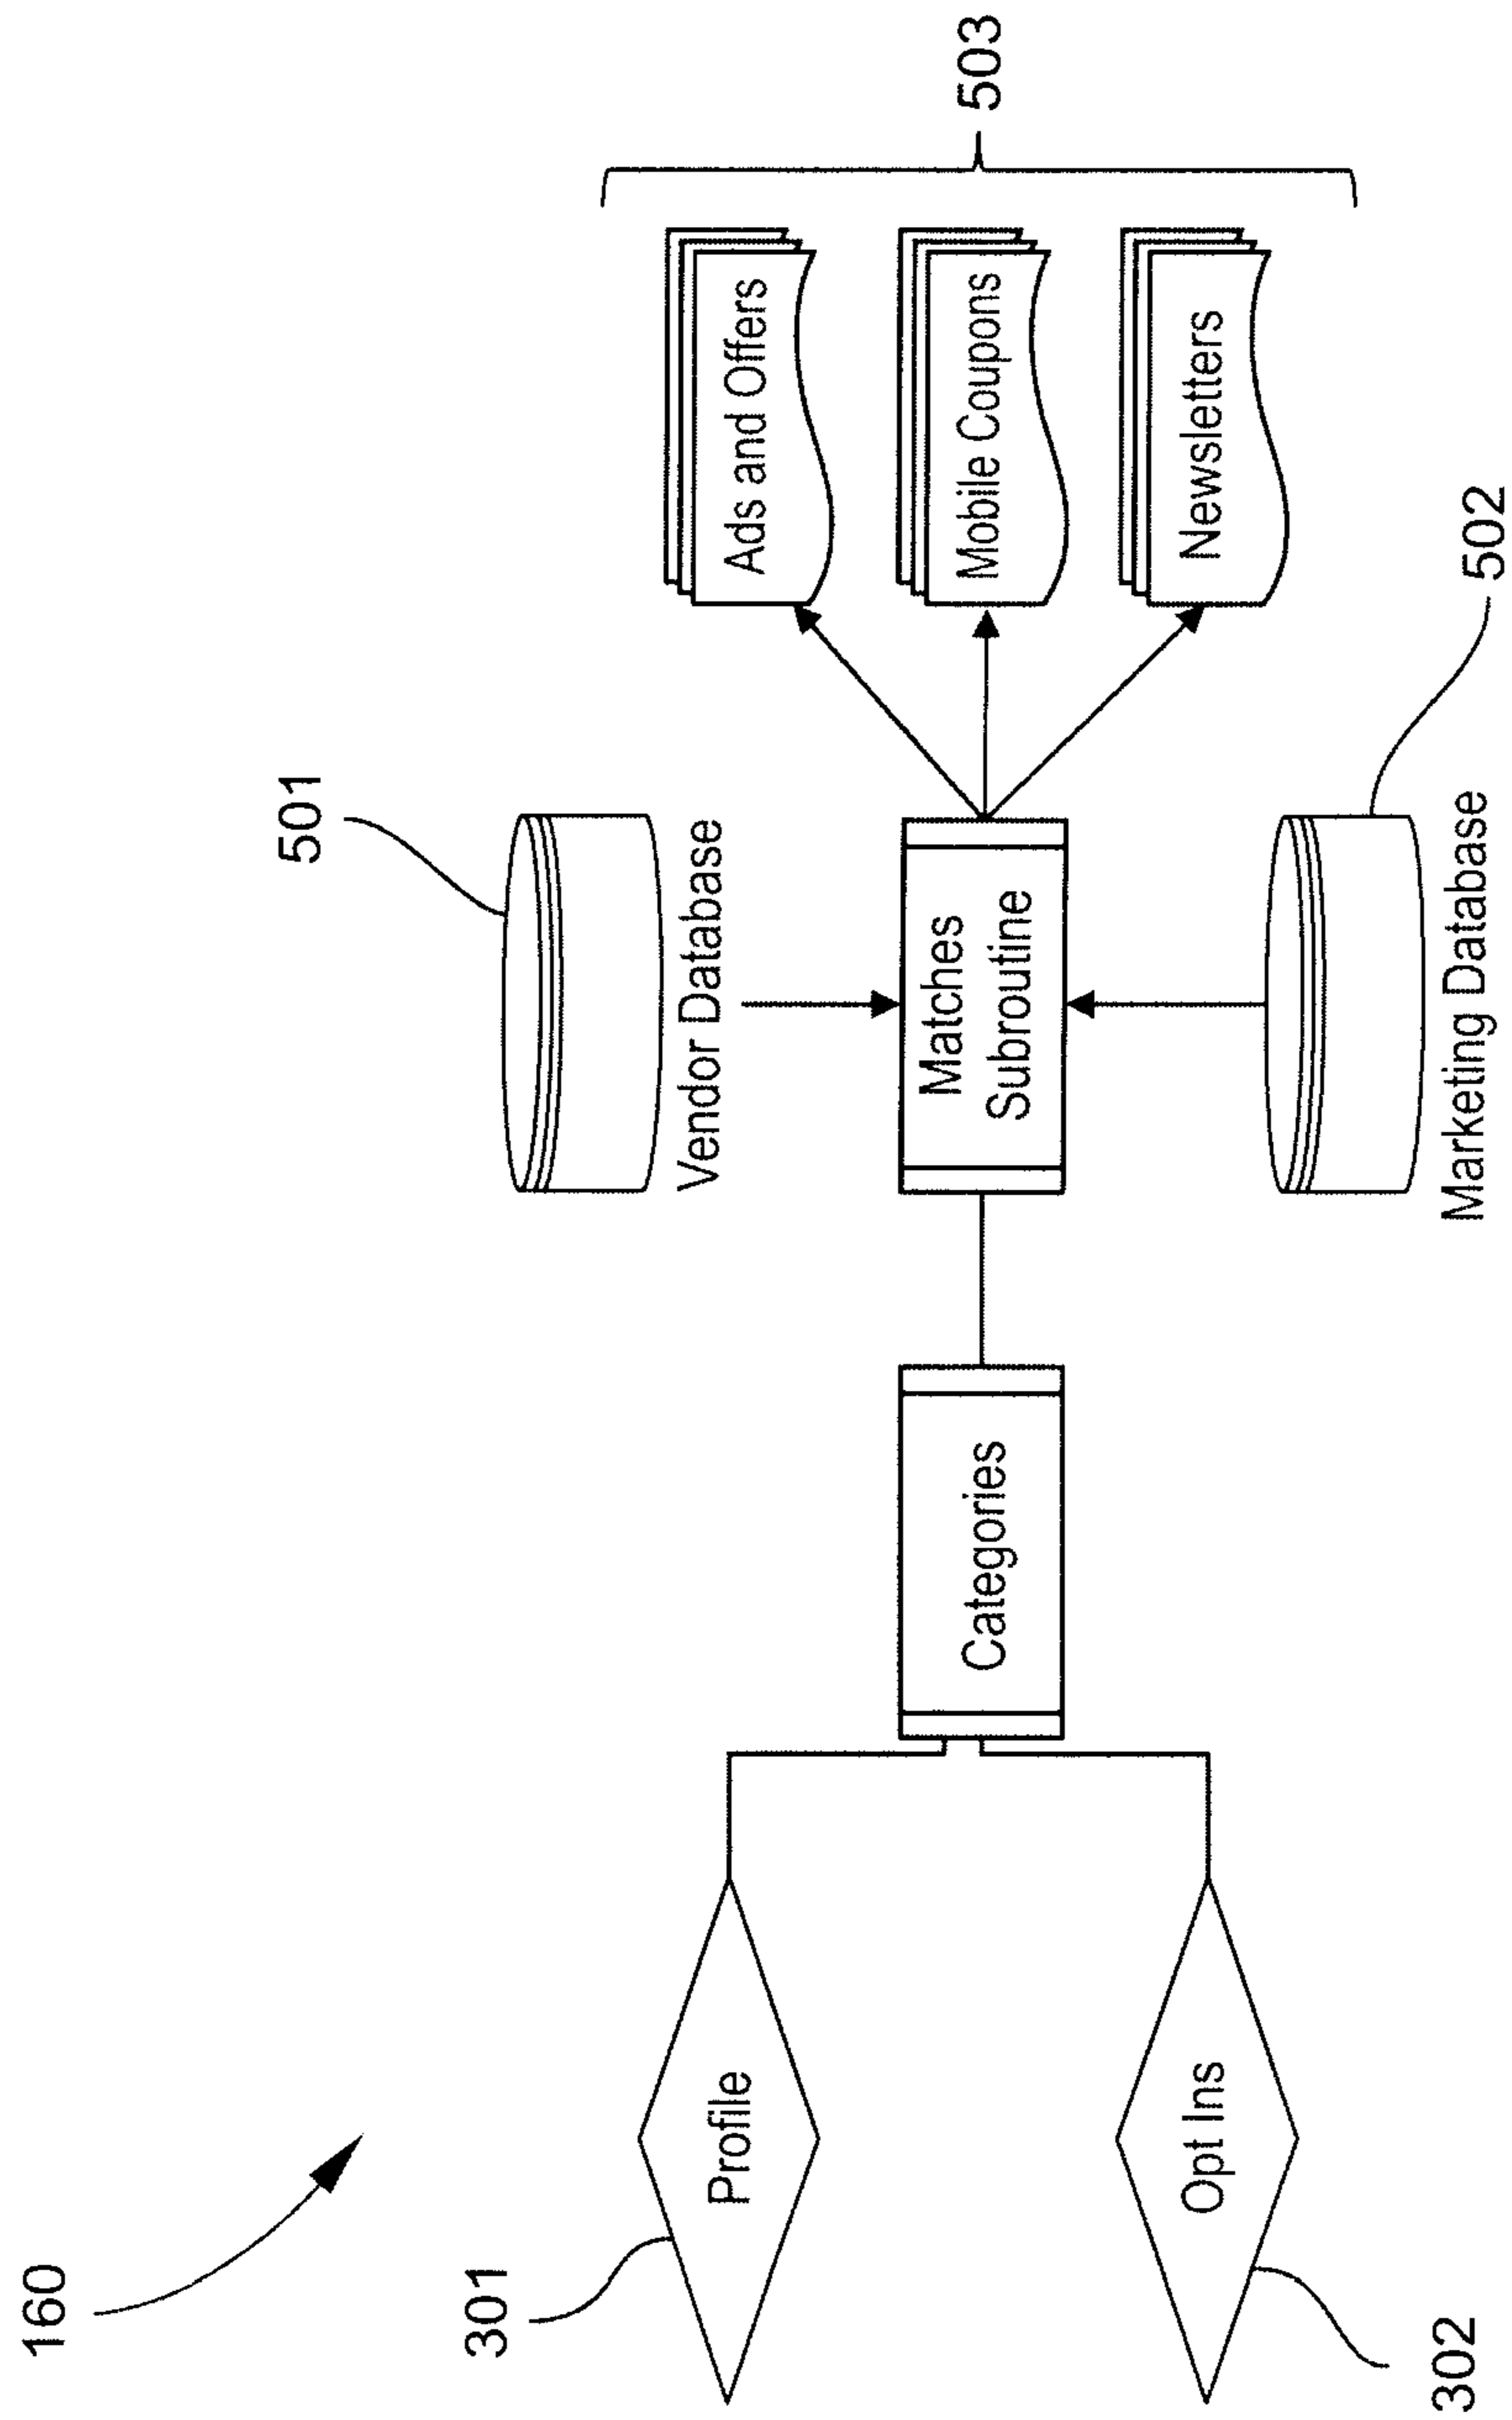 160
501
Vendor Database
301
Profile
Categories
Matches
Subroutine
Ads and Offers
Mobile Coupons
Newsletters
503
Opt Ins
302
Marketing Database
502